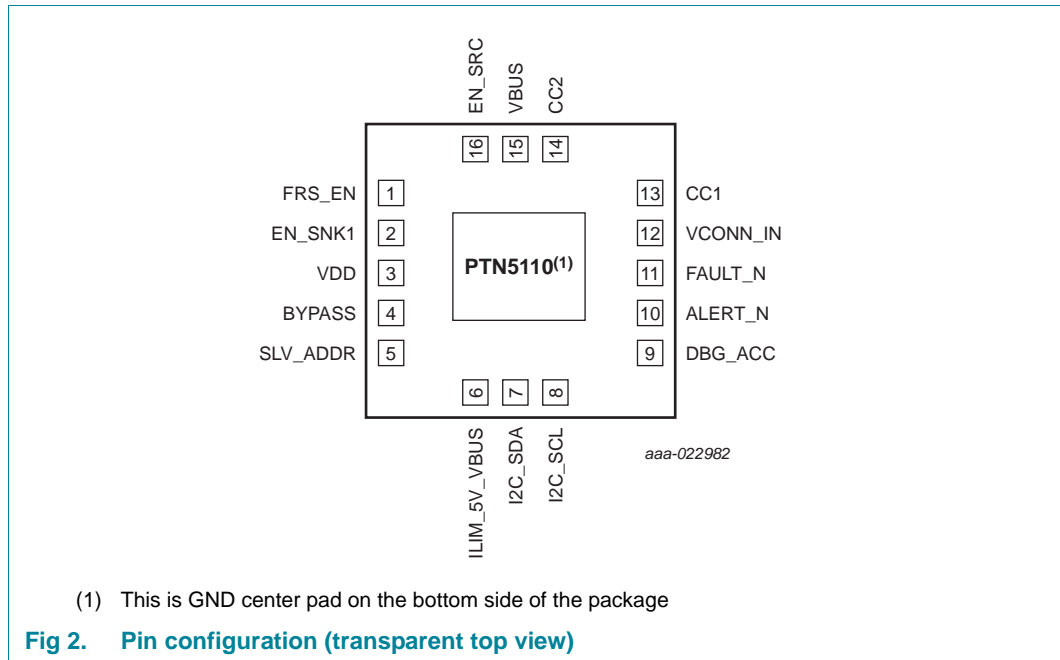 EN_SRC
VBUS
CC2
16
15
14
FRS_EN 1
EN_SNK1 2
VDD 3
BYPASS 4
SLV_ADDR 5
PTN5110(1)
13 CC1
12 VCONN_IN
11 FAULT_N
10 ALERT_N
9 DBG_ACC
6
7
8
ILIM_5V_VBUS
I2C_SDA
I2C_SCL
aaa-022982
(1) This is GND center pad on the bottom side of the package
Fig 2. Pin configuration (transparent top view)